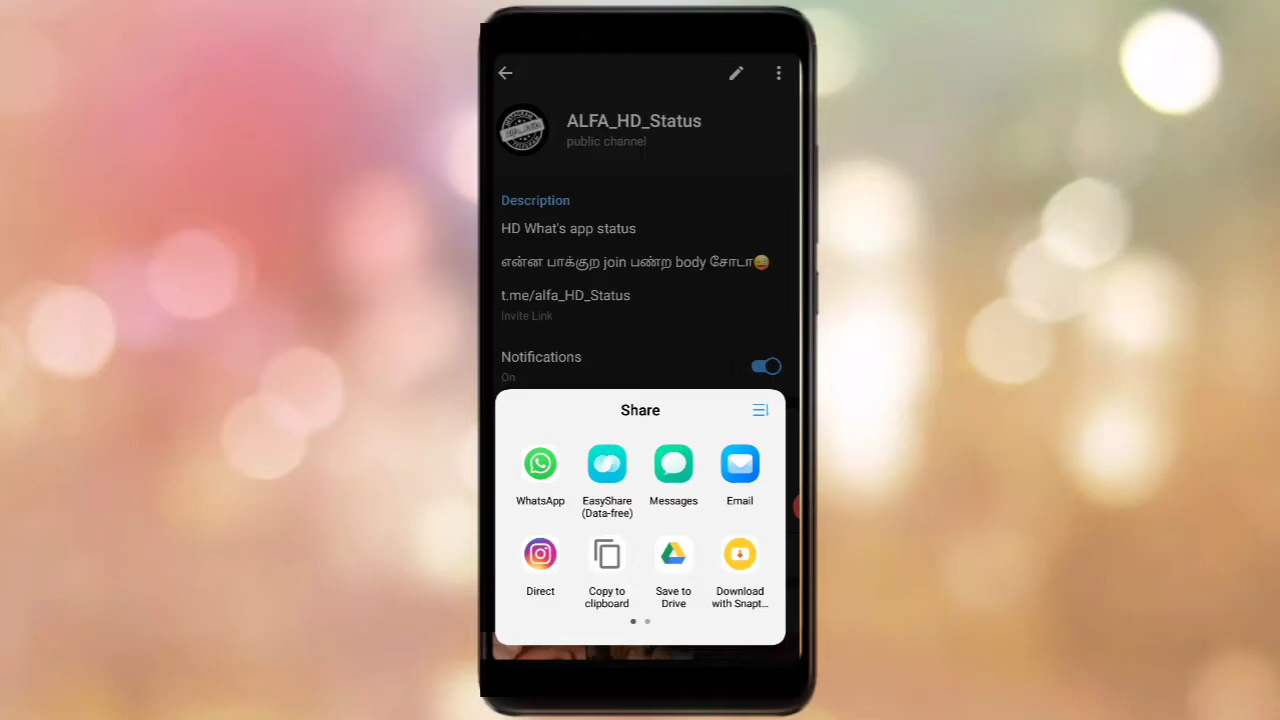 ALFA_HD_Status
public channel
Description
HD What's app status
என்ன பாக்குற join பண்ற body சோடா😜
t.me/alfa_HD_Status
Invite Link
Notifications
On
Share
WhatsApp
EasyShare
(Data-free)
Messages
Email
Direct
Copy to
clipboard
Save to
Drive
Download
with Snapt...